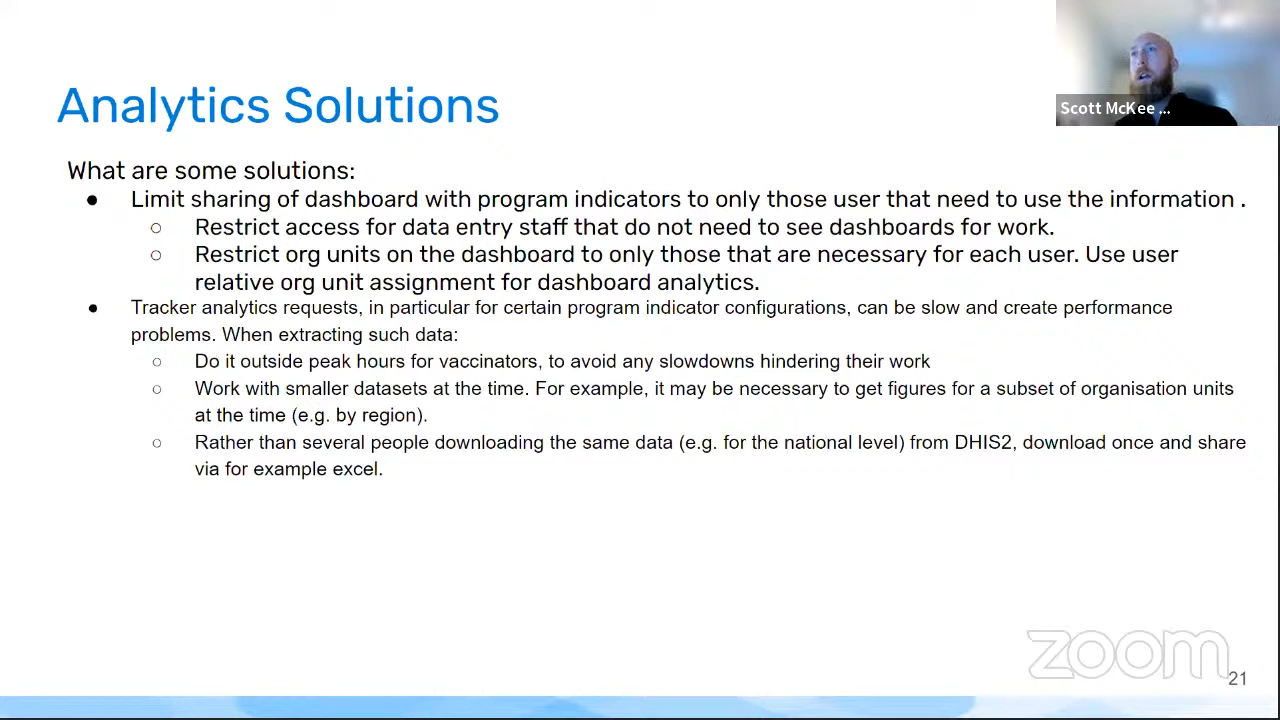 Analytics Solutions
Scott McKee ...
What are some solutions:
● Limit sharing of dashboard with program indicators to only those user that need to use the information .
○ Restrict access for data entry staff that do not need to see dashboards for work.
○ Restrict org units on the dashboard to only those that are necessary for each user. Use user
relative org unit assignment for dashboard analytics.
● Tracker analytics requests, in particular for certain program indicator configurations, can be slow and create performance
problems. When extracting such data:
○ Do it outside peak hours for vaccinators, to avoid any slowdowns hindering their work
○ Work with smaller datasets at the time. For example, it may be necessary to get figures for a subset of organisation units
at the time (e.g. by region).
○ Rather than several people downloading the same data (e.g. for the national level) from DHIS2, download once and share
via for example excel.
zoom
21